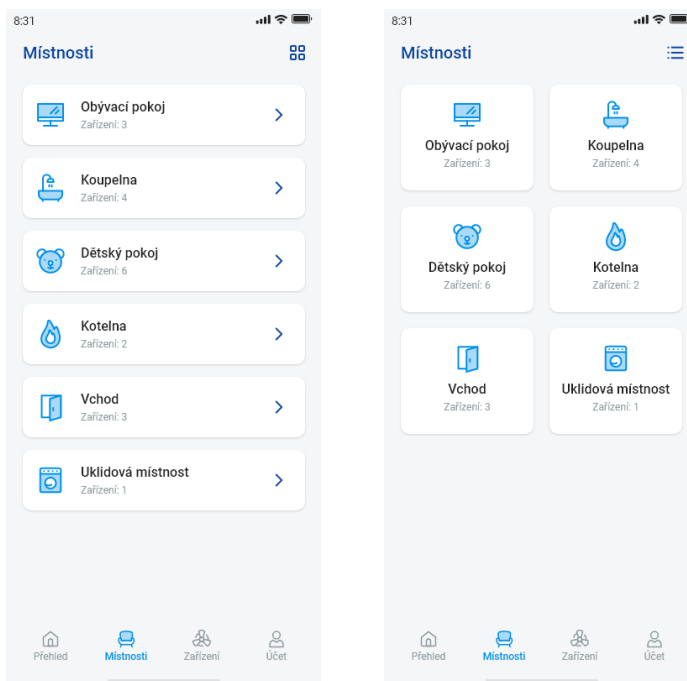 8:31
Místnosti
Obývací pokoj
Zařízení: 3
Koupelna
Zařízení: 4
Dětský pokoj
Zařízení: 6
Kotelna
Zařízení: 2
Vchod
Zařízení: 3
Uklidová místnost
Zařízení: 1
Přehled Místnosti Zařízení Účet
8:31
Místnosti
Obývací pokoj Koupelna
Zařízení: 3 Zařízení: 4
Dětský pokoj Kotelna
Zařízení: 6 Zařízení: 2
Vchod Uklidová místnost
Zařízení: 3 Zařízení: 1
Přehled Místnosti Zařízení Účet